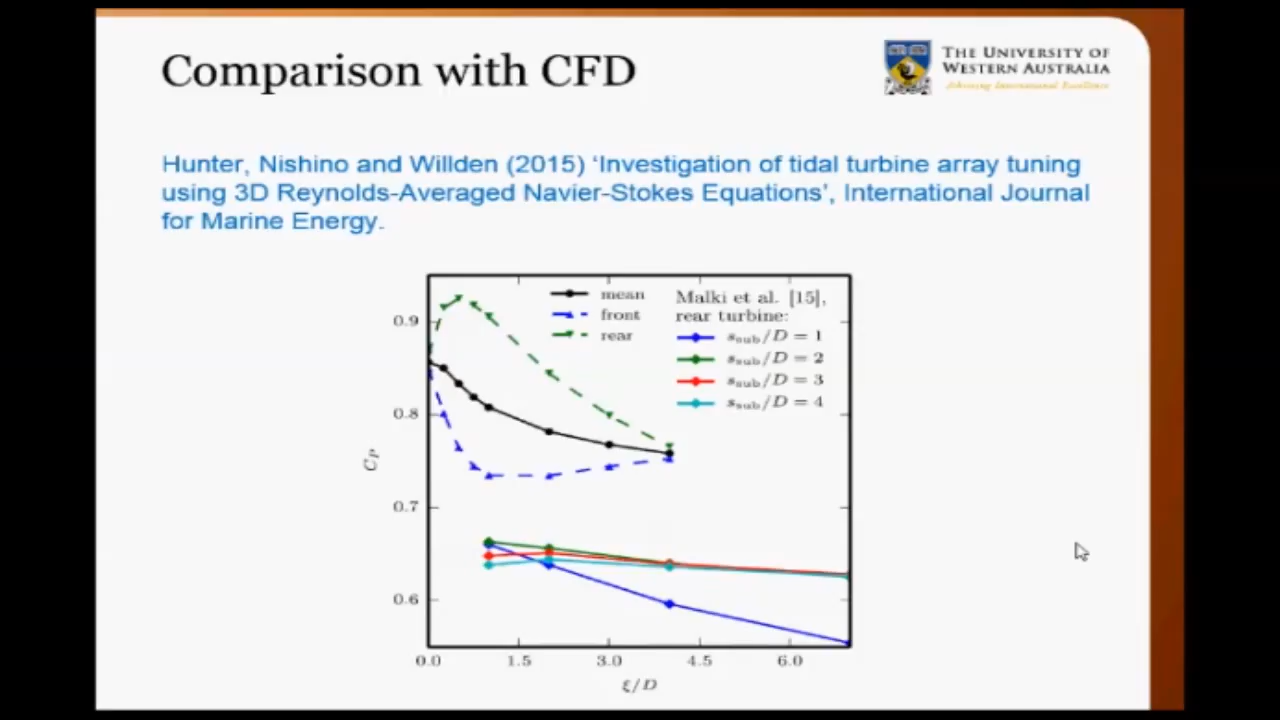 Comparison with CFD
THE UNIVERSITY OF
WESTERN AUSTRALIA
Achieving International Excellence
Hunter, Nishino and Willden (2015) ‘Investigation of tidal turbine array tuning
using 3D Reynolds-Averaged Navier-Stokes Equations’, International Journal
for Marine Energy.
mean
front
rear
Malki et al. [15],
rear turbine:
s_sub/D = 1
s_sub/D = 2
s_sub/D = 3
s_sub/D = 4
0.9
0.8
0.7
0.6
C_P
0.0 1.5 3.0 4.5 6.0
ξ/D